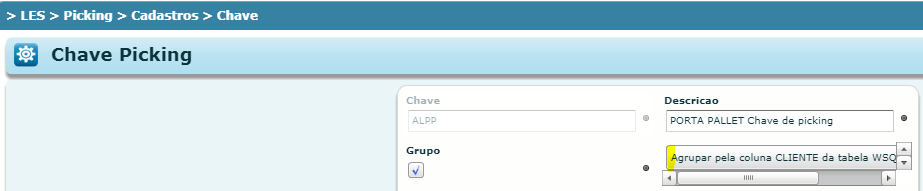 > LES > Picking > Cadastros > Chave
Chave Picking
Chave
Descricao
ALPP
PORTA PALLET Chave de picking
Grupo
Agrupar pela coluna CLIENTE da tabela WSQ